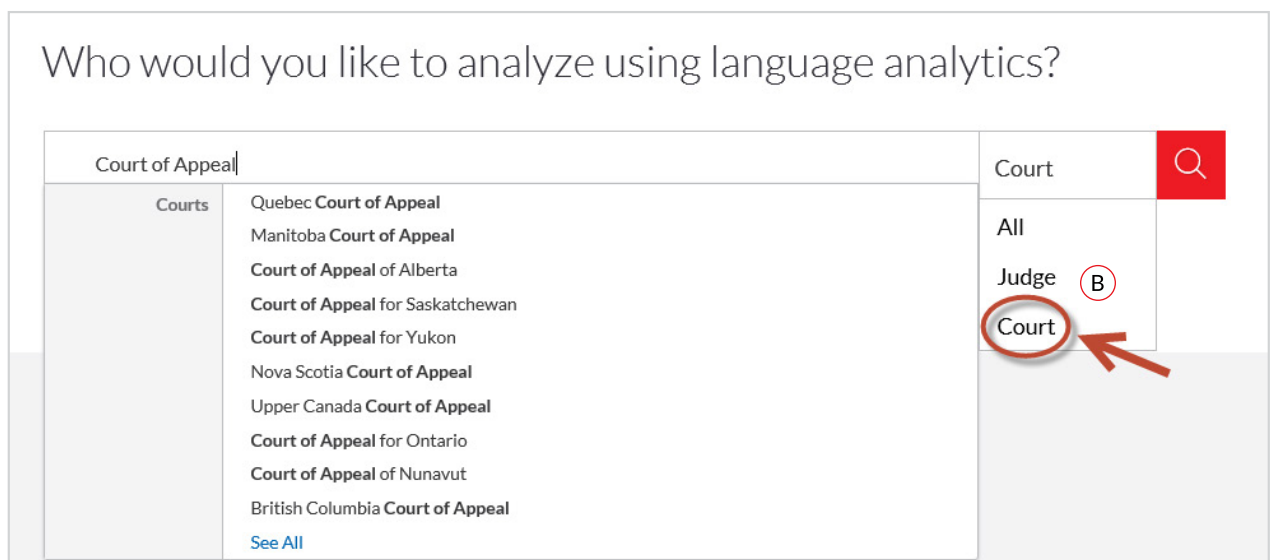 Who would you like to analyze using language analytics?
Court of Appeal
Court
Courts
Quebec Court of Appeal
Manitoba Court of Appeal
Court of Appeal of Alberta
Court of Appeal for Saskatchewan
Court of Appeal for Yukon
Nova Scotia Court of Appeal
Upper Canada Court of Appeal
Court of Appeal for Ontario
Court of Appeal of Nunavut
British Columbia Court of Appeal
See All
All
Judge
B
Court